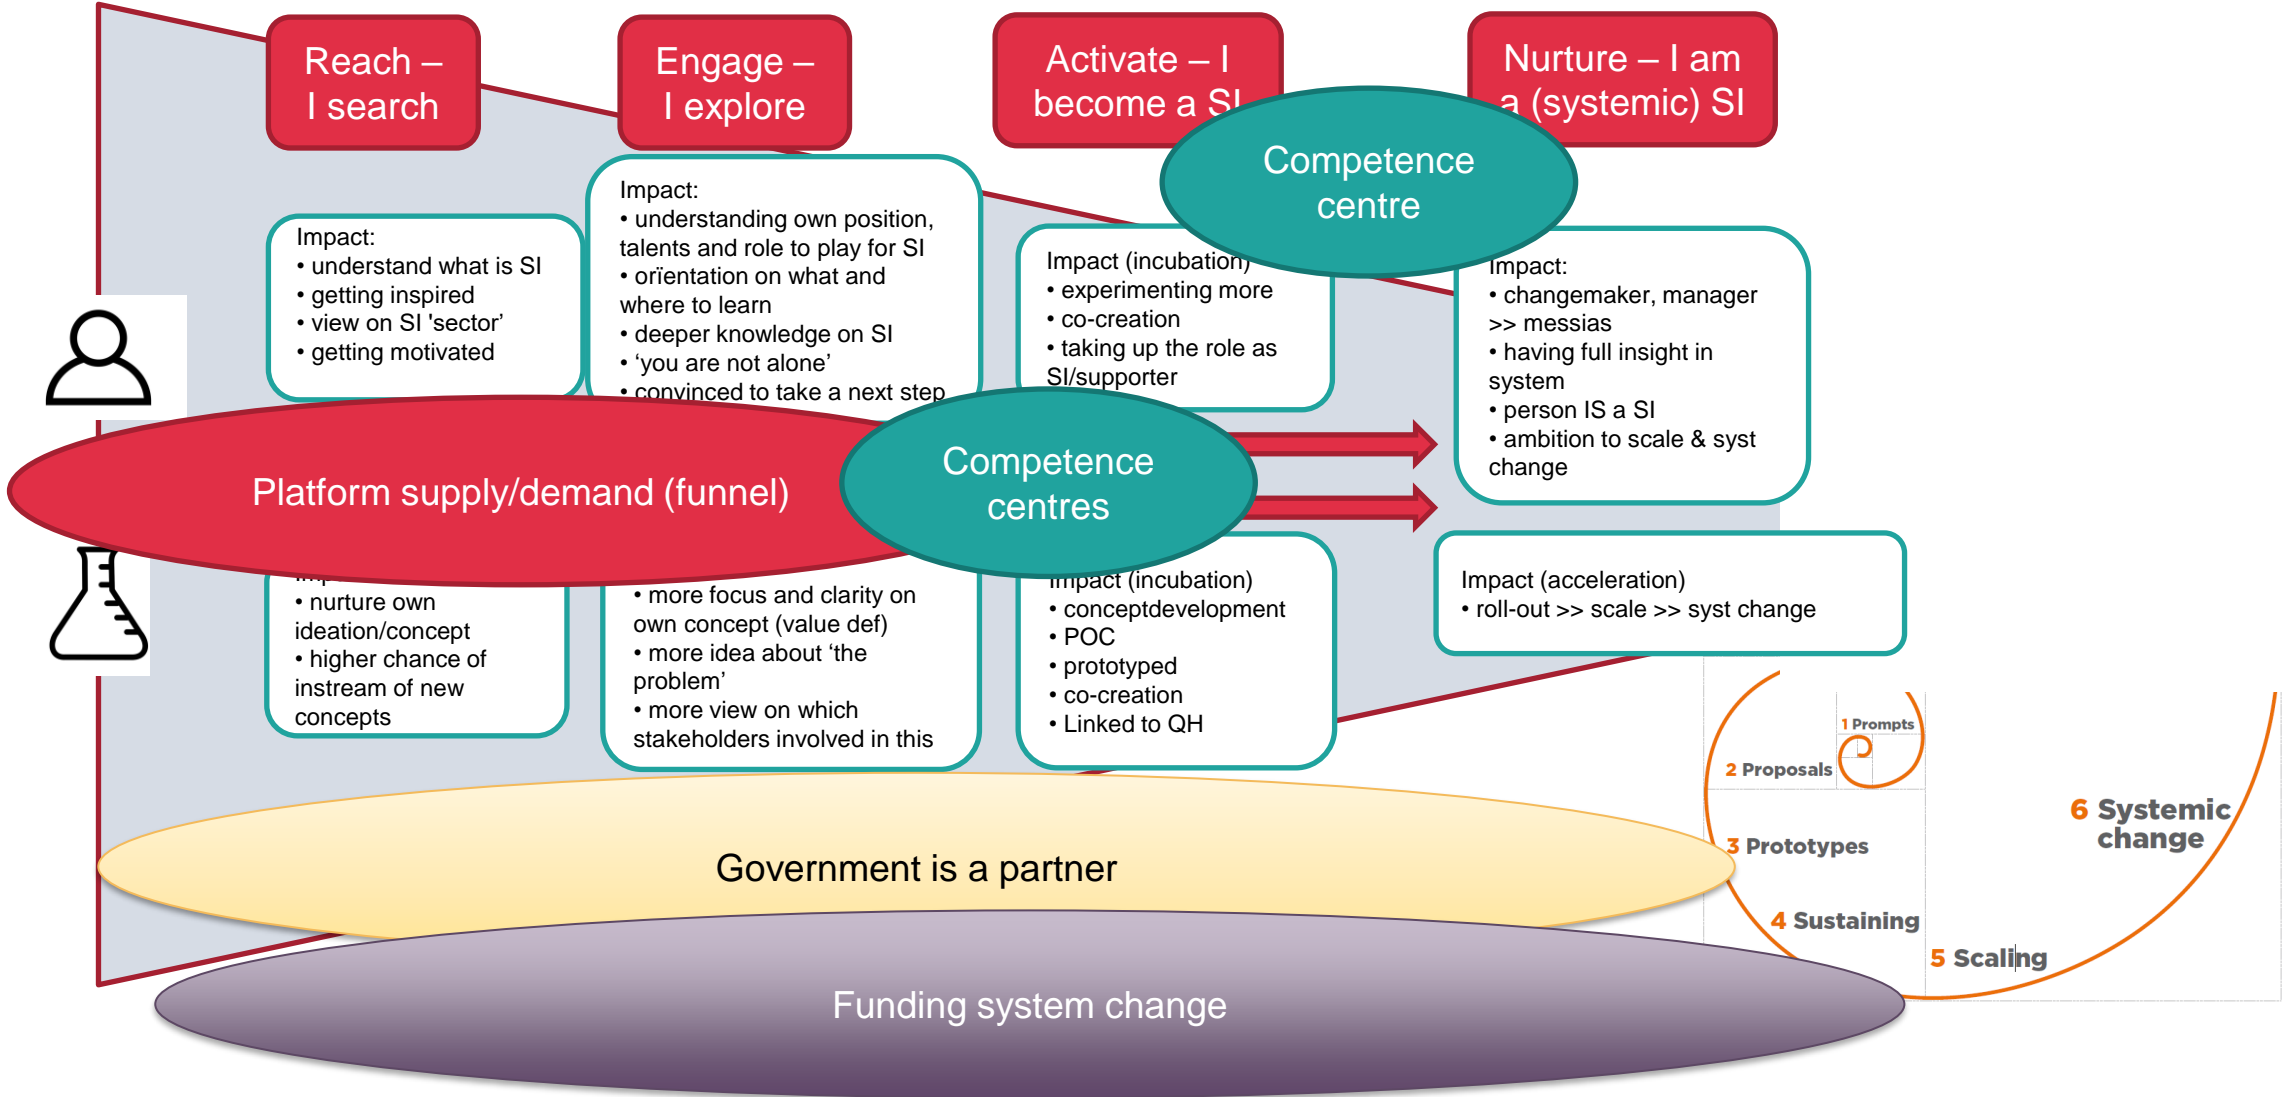 Reach –
I search
Engage –
I explore
Activate – I
become a SI
Nurture – I am
a (systemic) SI
Competence
centre
Impact:
• understand what is SI
• getting inspired
• view on SI 'sector’
• getting motivated
Impact:
• understanding own position,
talents and role to play for SI
• orïentation on what and
where to learn
• deeper knowledge on SI
• ‘you are not alone’
• convinced to take a next step
Impact (incubation)
• experimenting more
• co-creation
• taking up the role as
SI/supporter
Impact:
• changemaker, manager
>> messias
• having full insight in
system
• person IS a SI
• ambition to scale & syst
change
Platform supply/demand (funnel)
Competence
centres
• nurture own
ideation/concept
• higher chance of
instream of new
concepts
• more focus and clarity on
own concept (value def)
• more idea about ‘the
problem’
• more view on which
stakeholders involved in this
Impact (incubation)
• conceptdevelopment
• POC
• prototyped
• co-creation
• Linked to QH
Impact (acceleration)
• roll-out >> scale >> syst change
1 Prompts
2 Proposals
3 Prototypes
4 Sustaining
5 Scaling
6 Systemic
change
Government is a partner
Funding system change